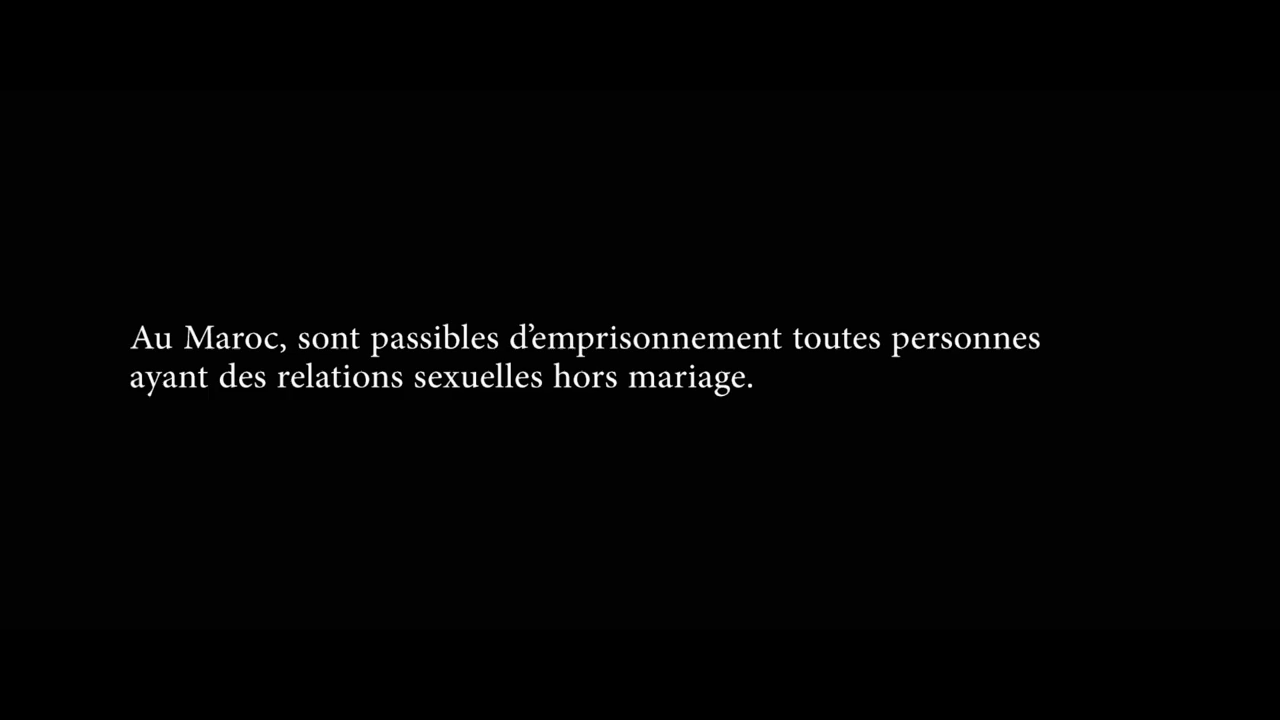 Au Maroc, sont passibles d’emprisonnement toutes personnes
ayant des relations sexuelles hors mariage.